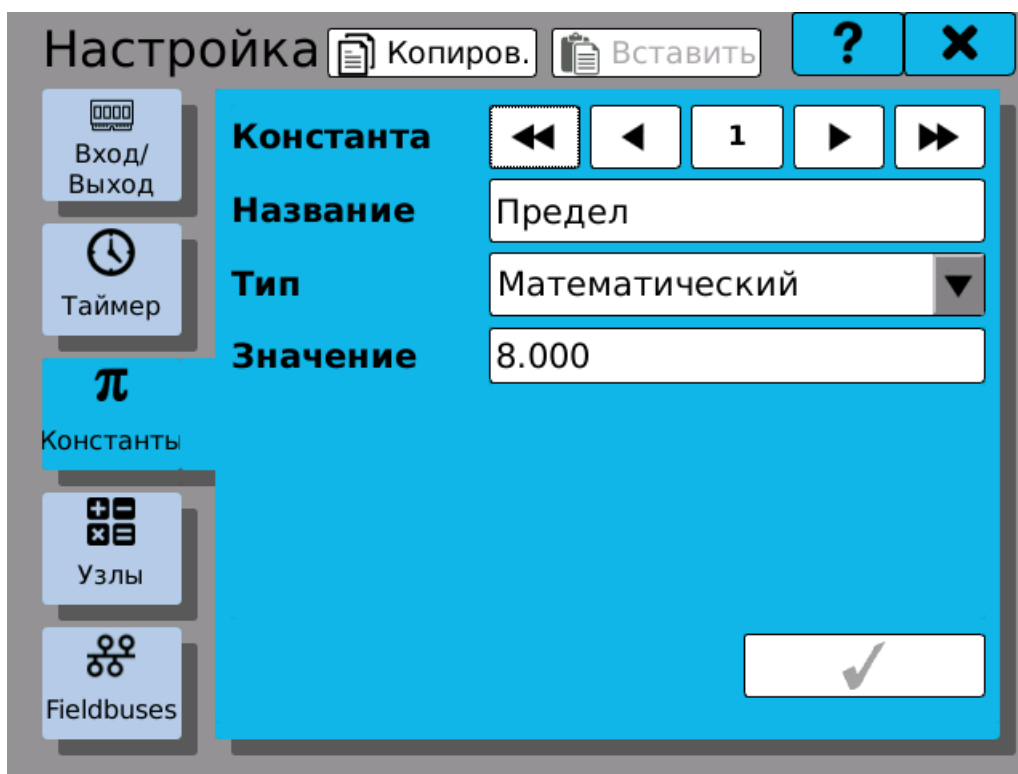 Настройка Копиров. Вставить ? ×
Вход/
Выход
Таймер
π
Константы
Узлы
Fieldbuses
Константа 1
Название Предел
Тип Математический
Значение 8.000